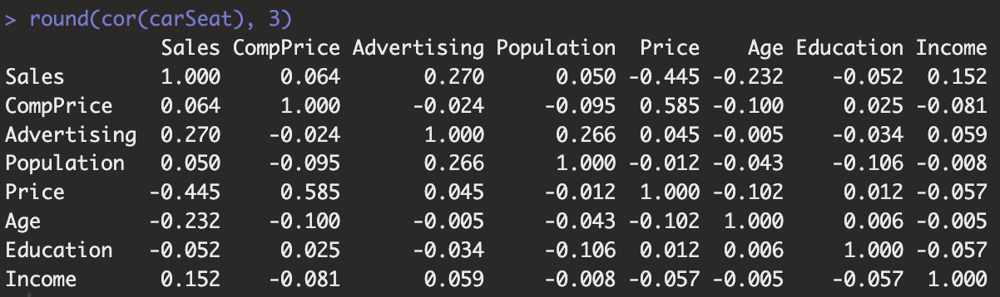 > round(cor(carSeat), 3)
Sales CompPrice Advertising Population Price Age Education Income
Sales 1.000 0.064 0.270 0.050 -0.445 -0.232 -0.052 0.152
CompPrice 0.064 1.000 -0.024 -0.095 0.585 -0.100 0.025 -0.081
Advertising 0.270 -0.024 1.000 0.266 0.045 -0.005 -0.034 0.059
Population 0.050 -0.095 0.266 1.000 -0.012 -0.043 -0.106 -0.008
Price -0.445 0.585 0.045 -0.012 1.000 -0.102 0.012 -0.057
Age -0.232 -0.100 -0.005 -0.043 -0.102 1.000 0.006 -0.005
Education -0.052 0.025 -0.034 -0.106 0.012 0.006 1.000 -0.057
Income 0.152 -0.081 0.059 -0.008 -0.057 -0.005 -0.057 1.000